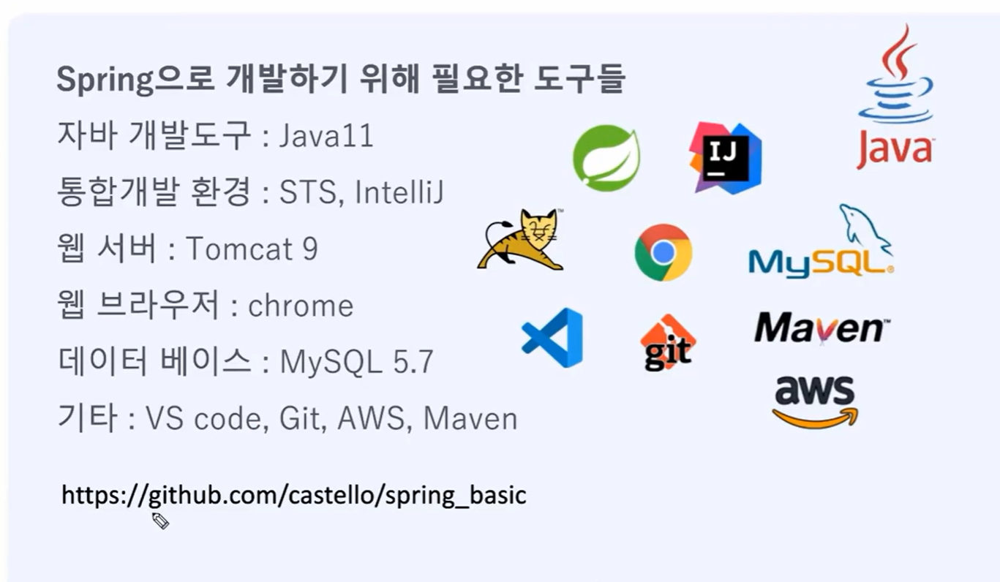 Spring으로 개발하기 위해 필요한 도구들
자바 개발도구 : Java11
통합개발 환경 : STS, IntelliJ
웹 서버 : Tomcat 9
웹 브라우저 : chrome
데이터 베이스 : MySQL 5.7
기타 : VS code, Git, AWS, Maven
https://github.com/castello/spring_basic
Java™
IJ
™
MySQL®
git
Maven™
aws